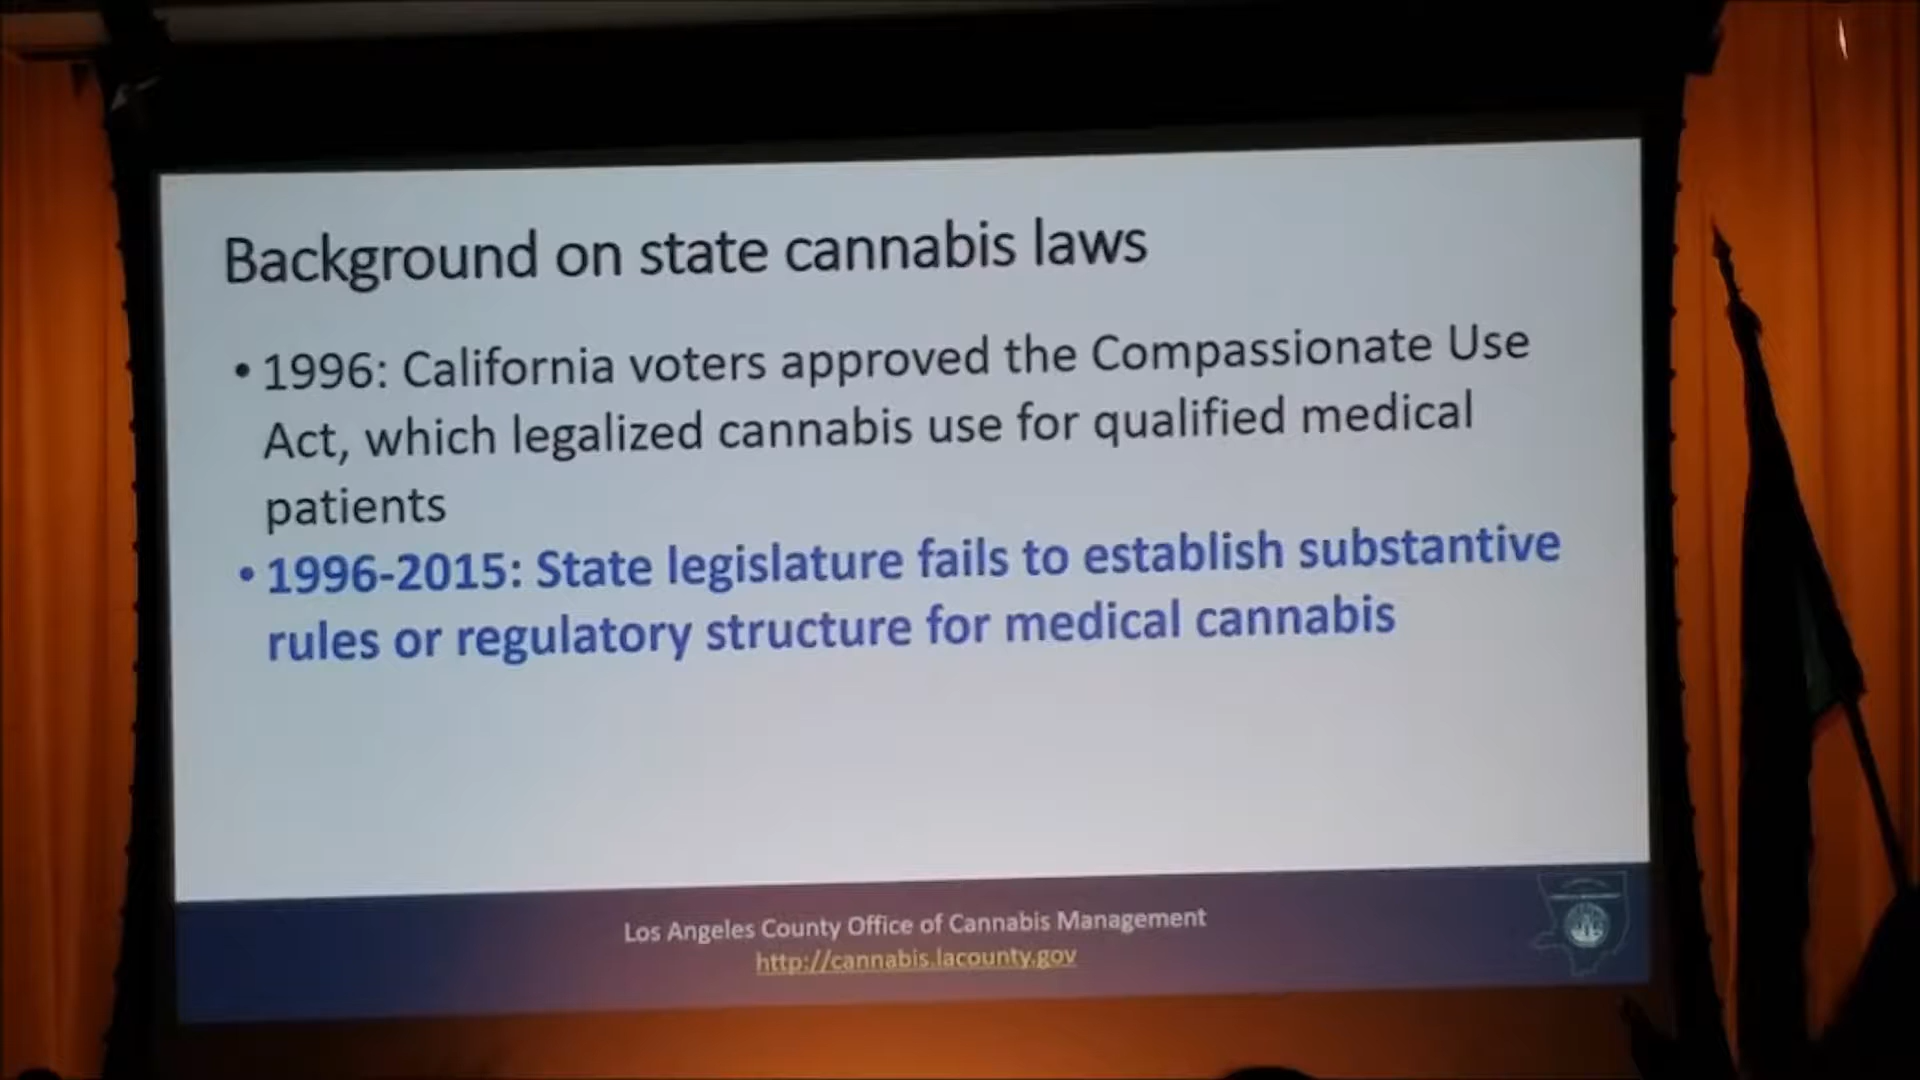 Background on state cannabis laws
• 1996: California voters approved the Compassionate Use
Act, which legalized cannabis use for qualified medical
patients
• 1996-2015: State legislature fails to establish substantive
rules or regulatory structure for medical cannabis
Los Angeles County Office of Cannabis Management
http://cannabis.lacounty.gov